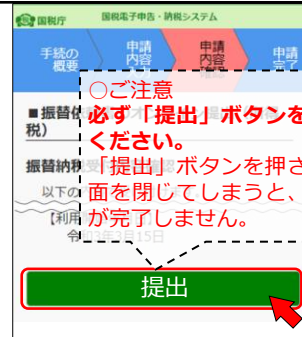 国税庁 国税電子申告・納税システム
手続の概要
申請内容
申請内容
申請完了
○ご注意
必ず「提出」ボタンを
ください。
「提出」ボタンを押さ
面を閉じてしまうと、
が完了しません。
■振替依
税）
振替納税
以下の
【利用
令和3年3月15日
提出